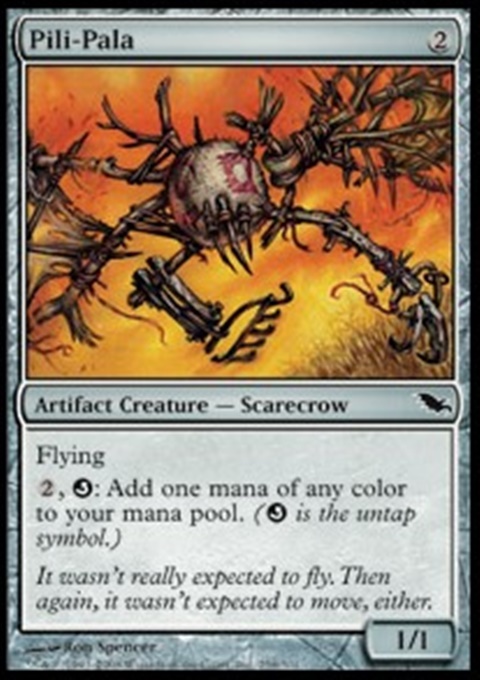 Pili-Pala 2
Artifact Creature — Scarecrow
Flying
2, : Add one mana of any color
to your mana pool. ( is the untap
symbol.)
It wasn't really expected to fly. Then
again, it wasn't expected to move, either.
Ron Spencer
1/1